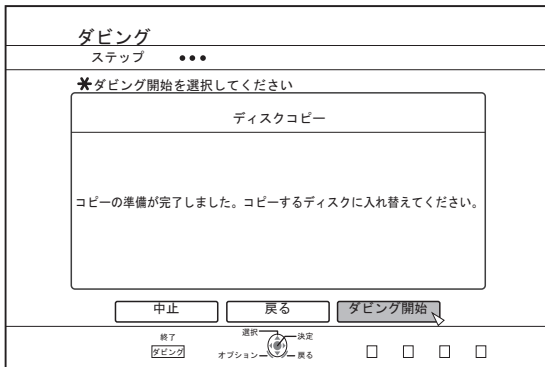 ダビング
ステップ ●●●
✱ダビング開始を選択してください
ディスクコピー
コピーの準備が完了しました。コピーするディスクに入れ替えてください。
中止 戻る ダビング開始
終了
ダビング
選択
決定
オプション
戻る